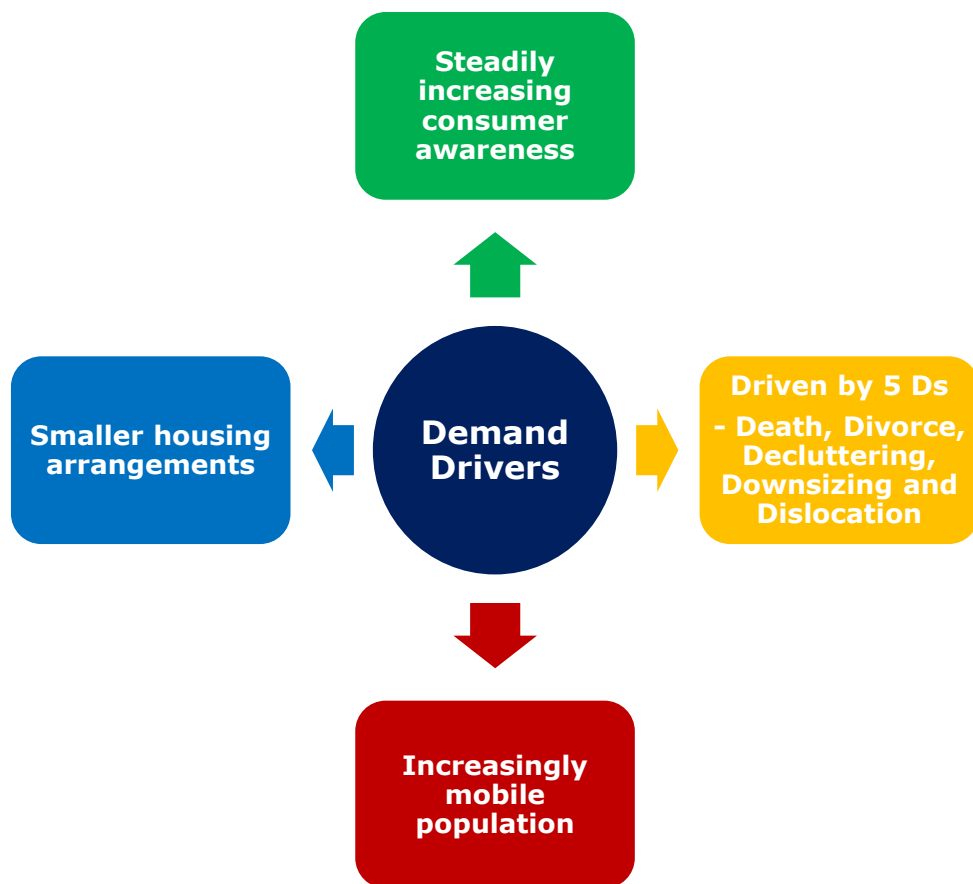 Steadily
increasing
consumer
awareness
Smaller housing
arrangements
Demand
Drivers
Driven by 5 Ds
- Death, Divorce,
Decluttering,
Downsizing and
Dislocation
Increasingly
mobile
population